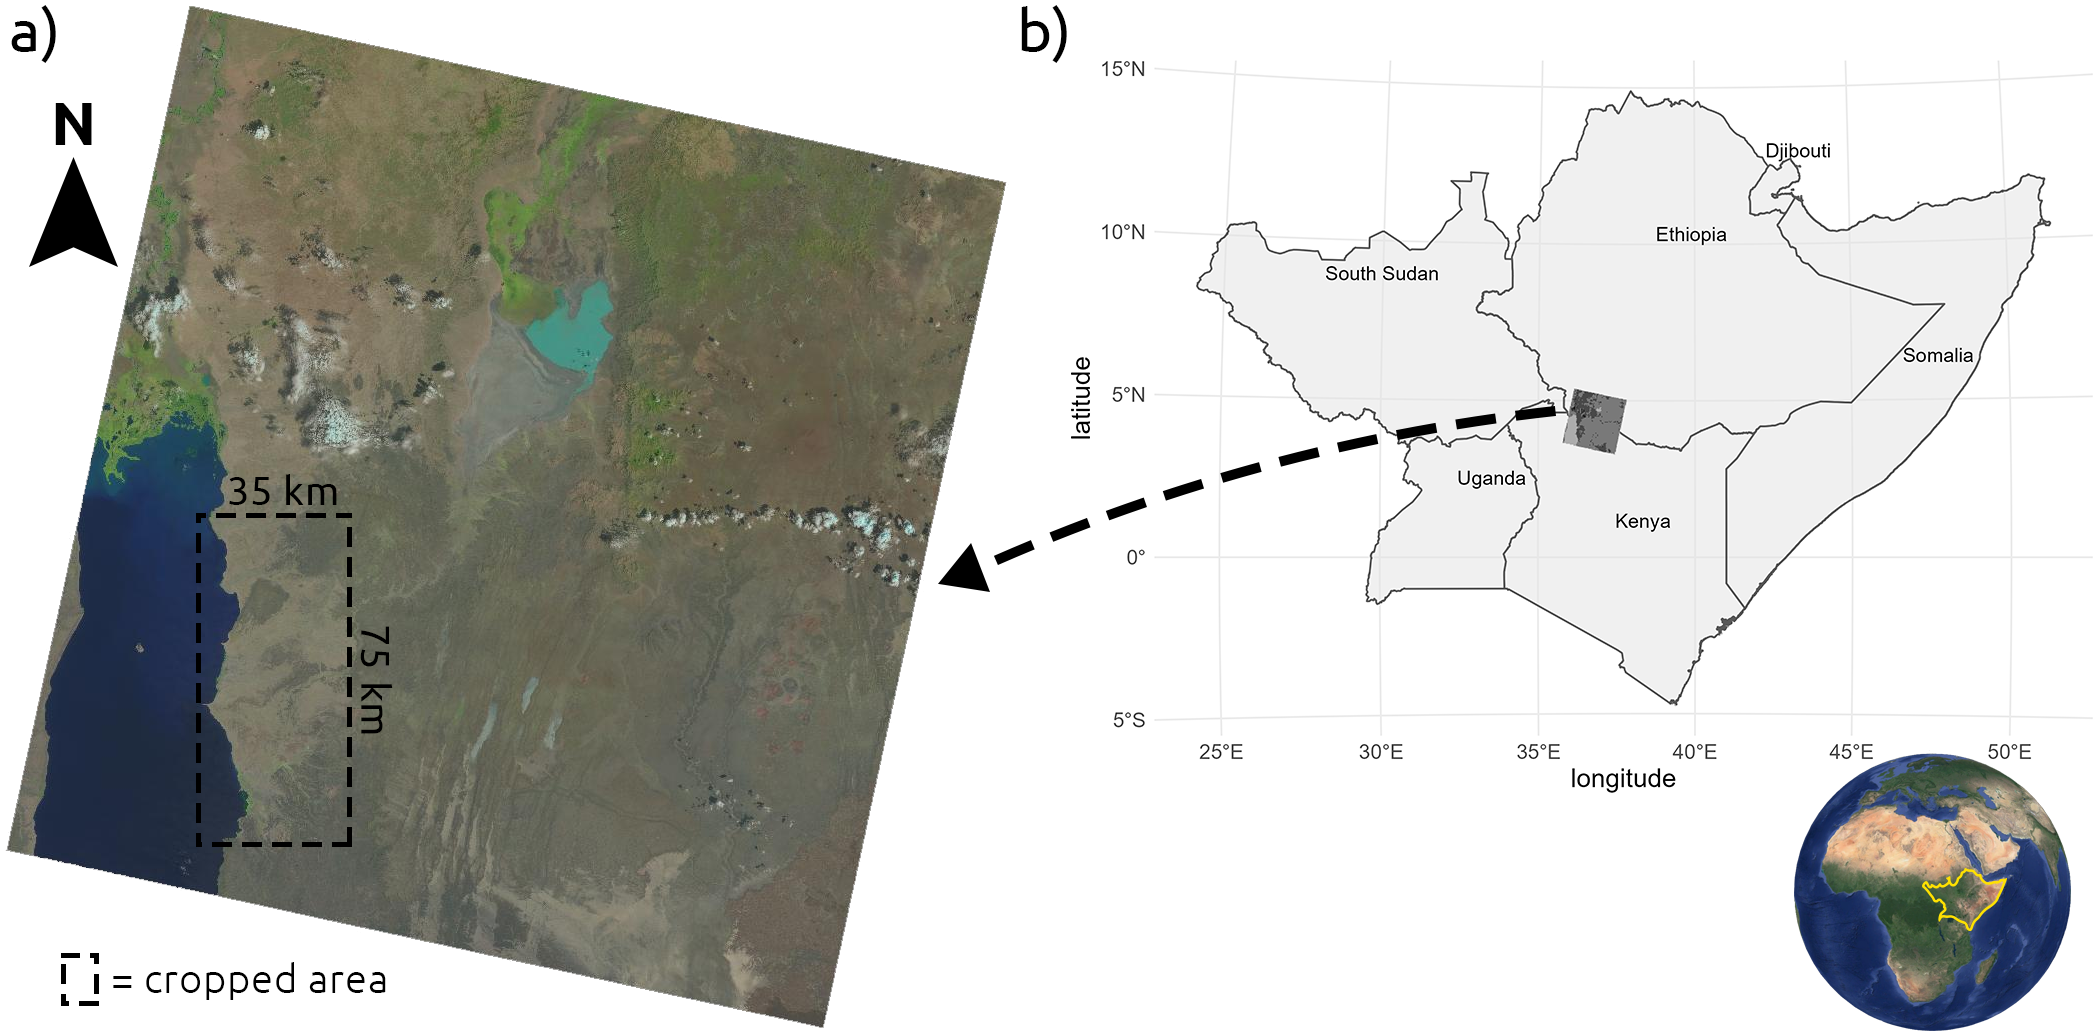 a)
N
35 km
75 km
= cropped area
b)
15°N
10°N
5°N
0°
5°S
latitude
Djibouti
Ethiopia
South Sudan
Somalia
Uganda
Kenya
25°E 30°E 35°E 40°E 45°E 50°E
longitude